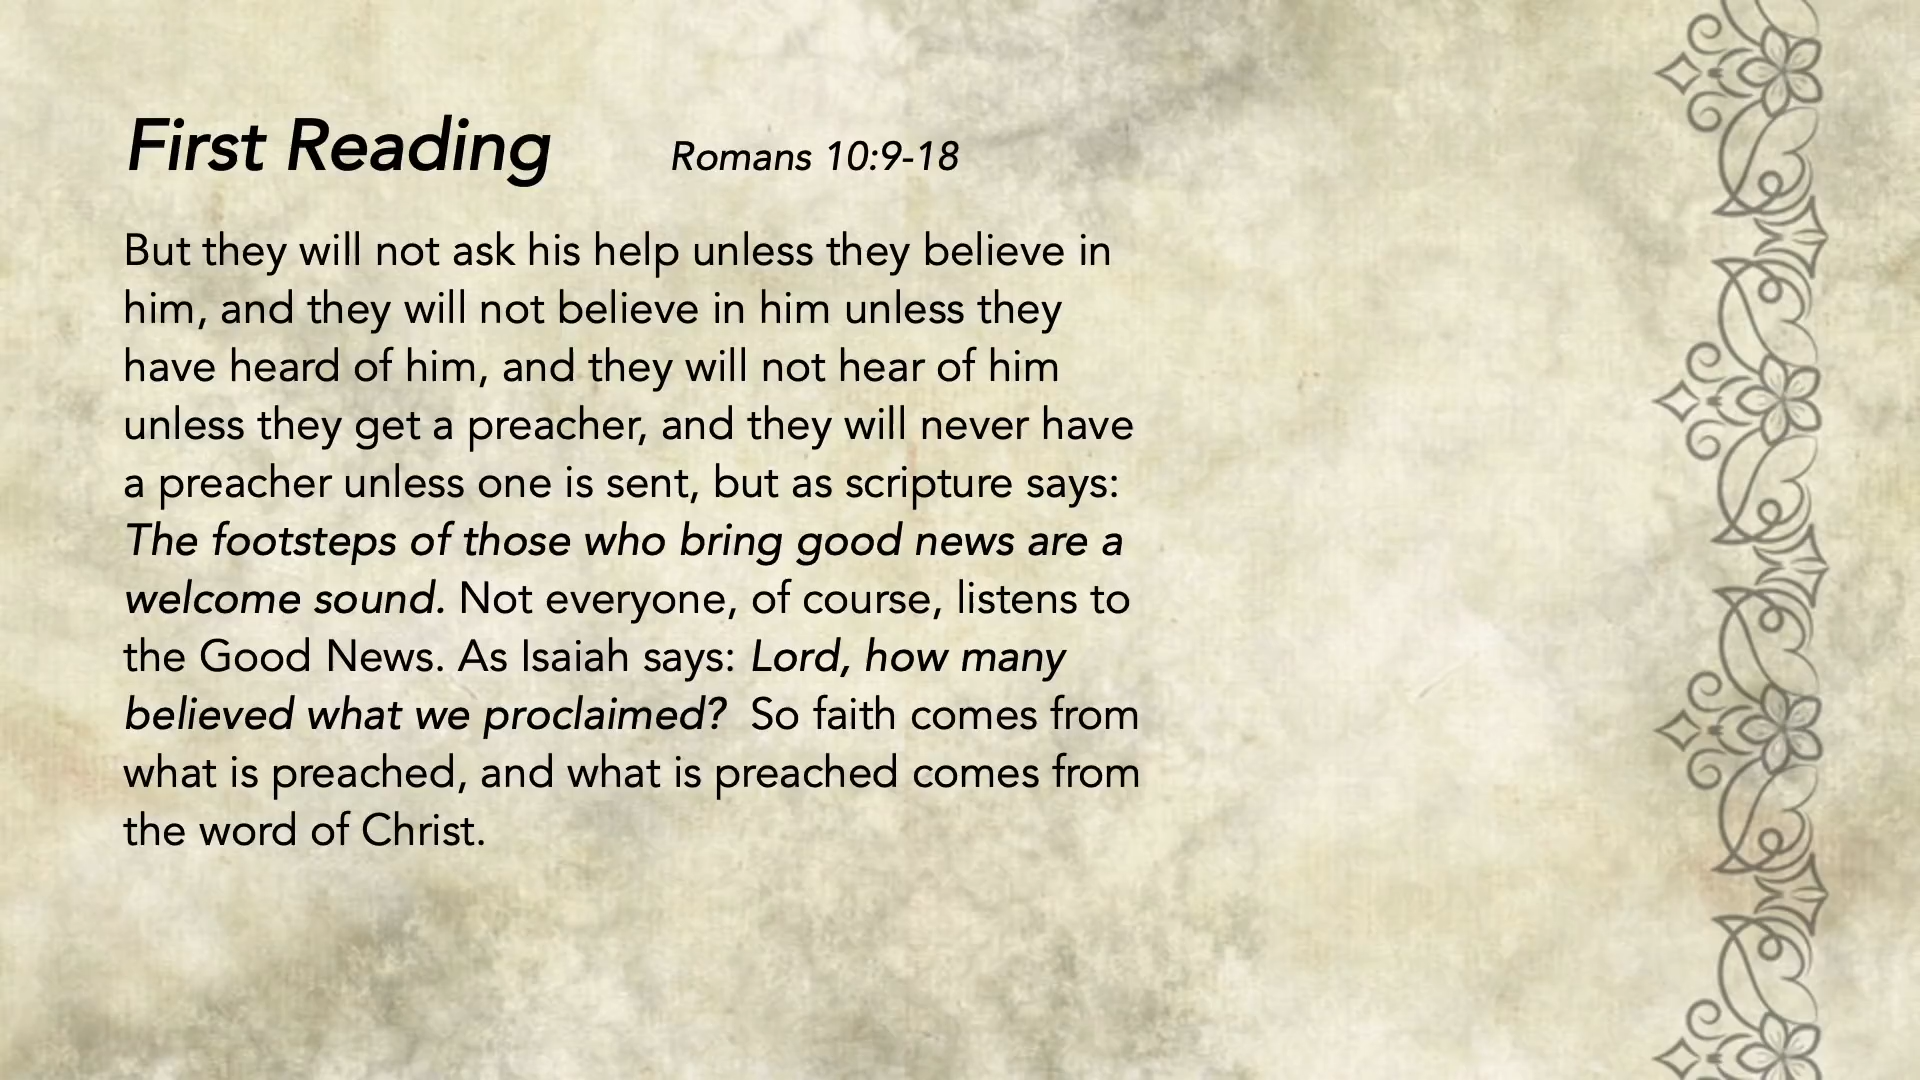 First Reading Romans 10:9-18
But they will not ask his help unless they believe in
him, and they will not believe in him unless they
have heard of him, and they will not hear of him
unless they get a preacher, and they will never have
a preacher unless one is sent, but as scripture says:
The footsteps of those who bring good news are a
welcome sound. Not everyone, of course, listens to
the Good News. As Isaiah says: Lord, how many
believed what we proclaimed?  So faith comes from
what is preached, and what is preached comes from
the word of Christ.